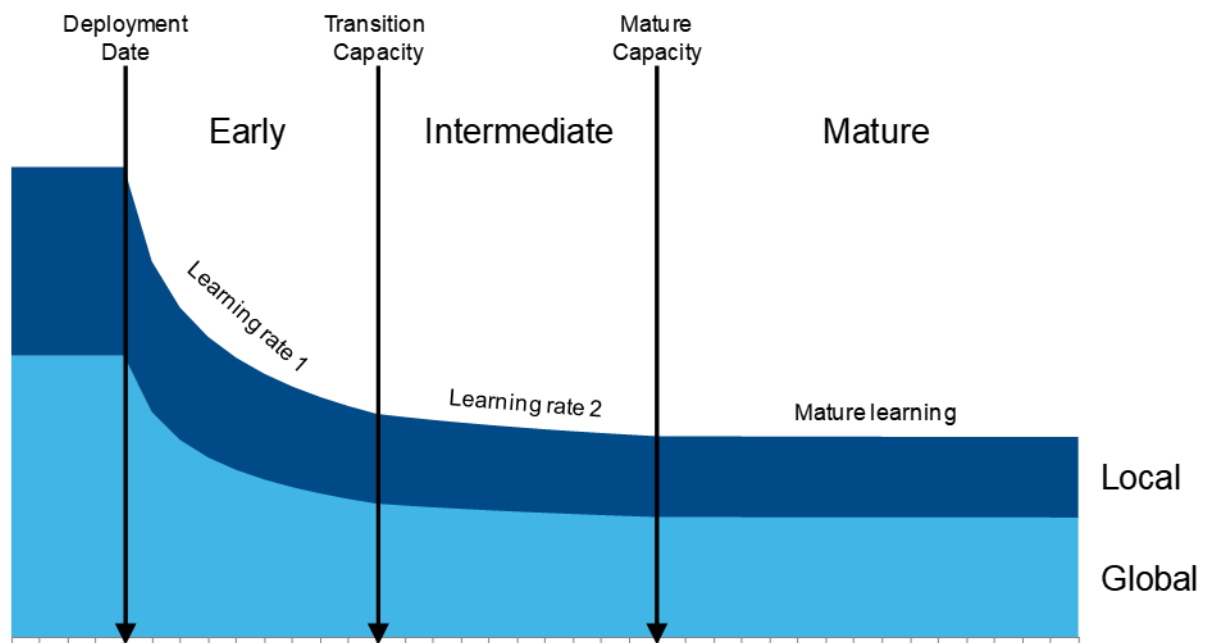 Deployment
Date
Transition
Capacity
Mature
Capacity
Early
Intermediate
Mature
Learning rate 1
Learning rate 2
Mature learning
Local
Global